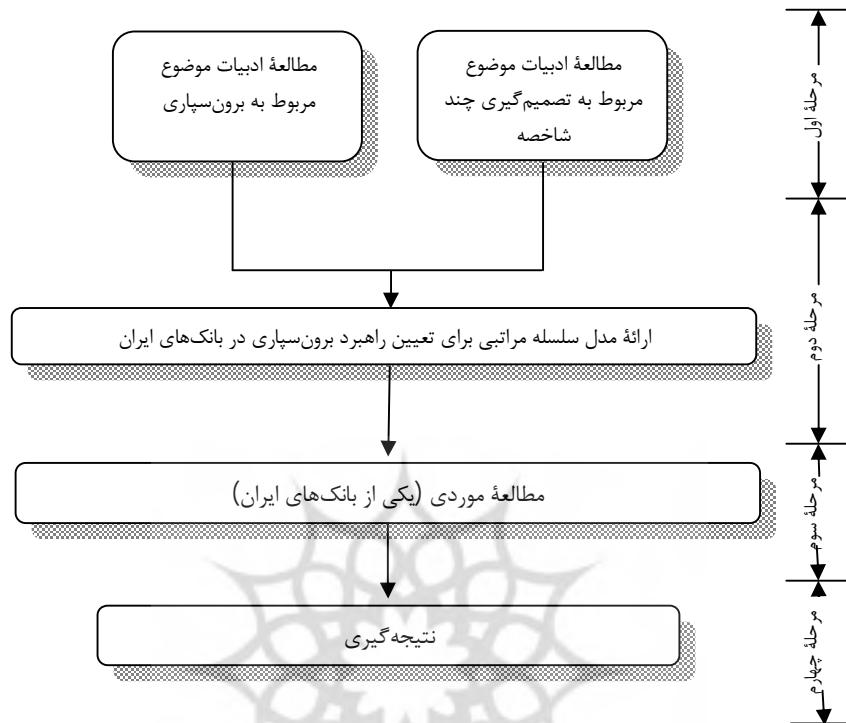 مطالعهٔ ادبیات موضوع
مربوط به تصمیم‌گیری چند
شاخصه
مطالعهٔ ادبیات موضوع
مربوط به برون‌سپاری
مرحلهٔ اول
ارائهٔ مدل سلسله مراتبی برای تعیین راهبرد برون‌سپاری در بانک‌های ایران
مرحلهٔ دوم
مطالعهٔ موردی (یکی از بانک‌های ایران)
مرحلهٔ سوم
نتیجه‌گیری
مرحلهٔ چهارم